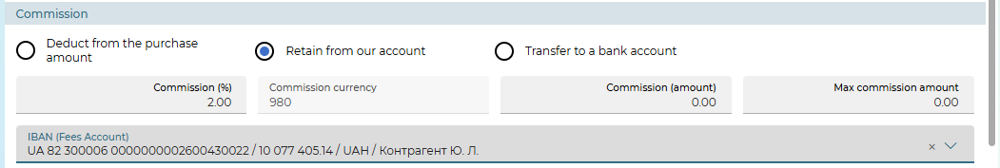 Commission
Deduct from the purchase
amount
Retain from our account
Transfer to a bank account
Commission (%)
2.00
Commission currency
980
Commission (amount)
0.00
Max commission amount
0.00
IBAN (Fees Account)
UA 82 300006 0000000002600430022 / 10 077 405.14 / UAH / Контрагент Ю. Л.